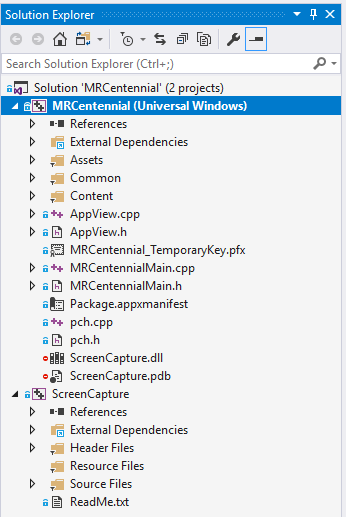 Solution Explorer
Search Solution Explorer (Ctrl+;)
Solution 'MRCentennial' (2 projects)
MRCentennial (Universal Windows)
References
External Dependencies
Assets
Common
Content
AppView.cpp
AppView.h
MRCentennial_TemporaryKey.pfx
MRCentennialMain.cpp
MRCentennialMain.h
Package.appxmanifest
pch.cpp
pch.h
ScreenCapture.dll
ScreenCapture.pdb
ScreenCapture
References
External Dependencies
Header Files
Resource Files
Source Files
ReadMe.txt